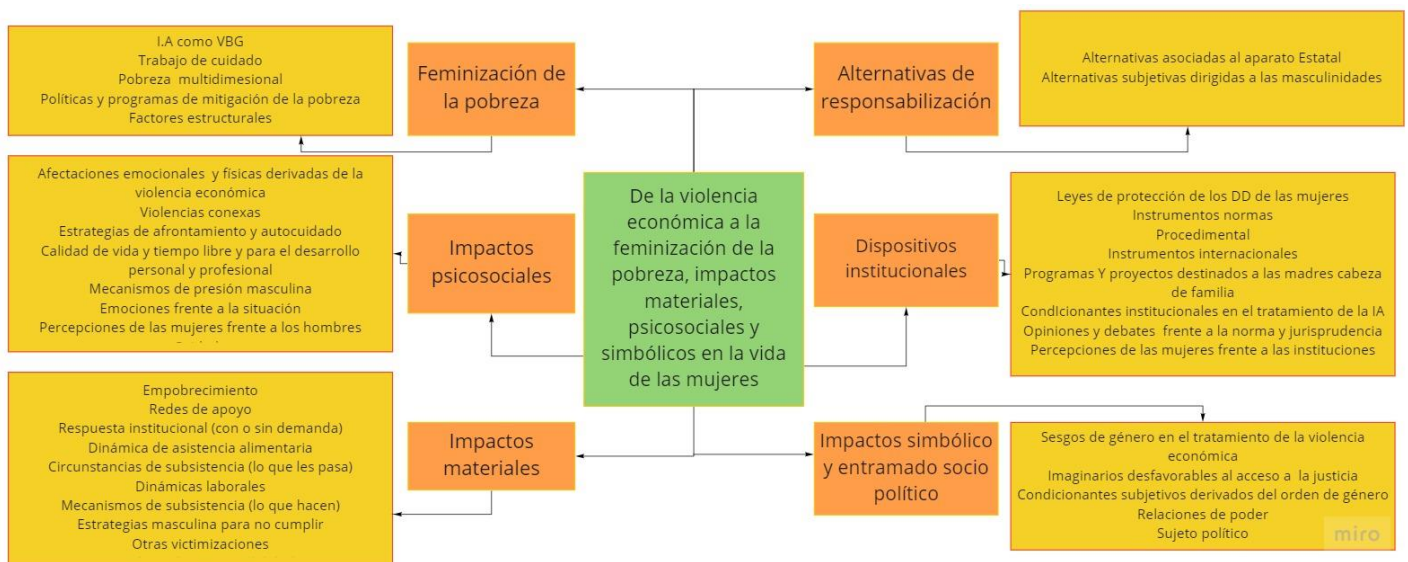 I.A como VBG
Trabajo de cuidado
Pobreza multidimesional
Políticas y programas de mitigación de la pobreza
Factores estructurales
Feminización de
la pobreza
Alternativas de
responsabilización
Alternativas asociadas al aparato Estatal
Alternativas subjetivas dirigidas a las masculinidades
Afectaciones emocionales y físicas derivadas de la
violencia económica
Violencias conexas
Estrategias de afrontamiento y autocuidado
Calidad de vida y tiempo libre y para el desarrollo
personal y profesional
Mecanismos de presión masculina
Emociones frente a la situación
Percepciones de las mujeres frente a los hombres
Impactos
psicosociales
De la violencia
económica a la
feminización de la
pobreza, impactos
materiales,
psicosociales y
simbólicos en la vida
de las mujeres
Dispositivos
institucionales
Leyes de protección de los DD de las mujeres
Instrumentos normas
Procedimental
Instrumentos internacionales
Programas Y proyectos destinados a las madres cabeza
de familia
CondIcionantes institucionales en el tratamiento de la IA
Opiniones y debates frente a la norma y jurisprudencia
Percepciones de las mujeres frente a las instituciones
Empobrecimiento
Redes de apoyo
Respuesta institucional (con o sin demanda)
Dinámica de asistencia alimentaria
Circunstancias de subsistencia (lo que les pasa)
Dinámicas laborales
Mecanismos de subsistencia (lo que hacen)
Estrategias masculina para no cumplir
Otras victimizaciones
Impactos
materiales
Impactos simbólico
y entramado socio
político
Sesgos de género en el tratamiento de la violencia
económica
Imaginarios desfavorables al acceso a la justicia
Condicionantes subjetivos derivados del orden de género
Relaciones de poder
Sujeto político
miro